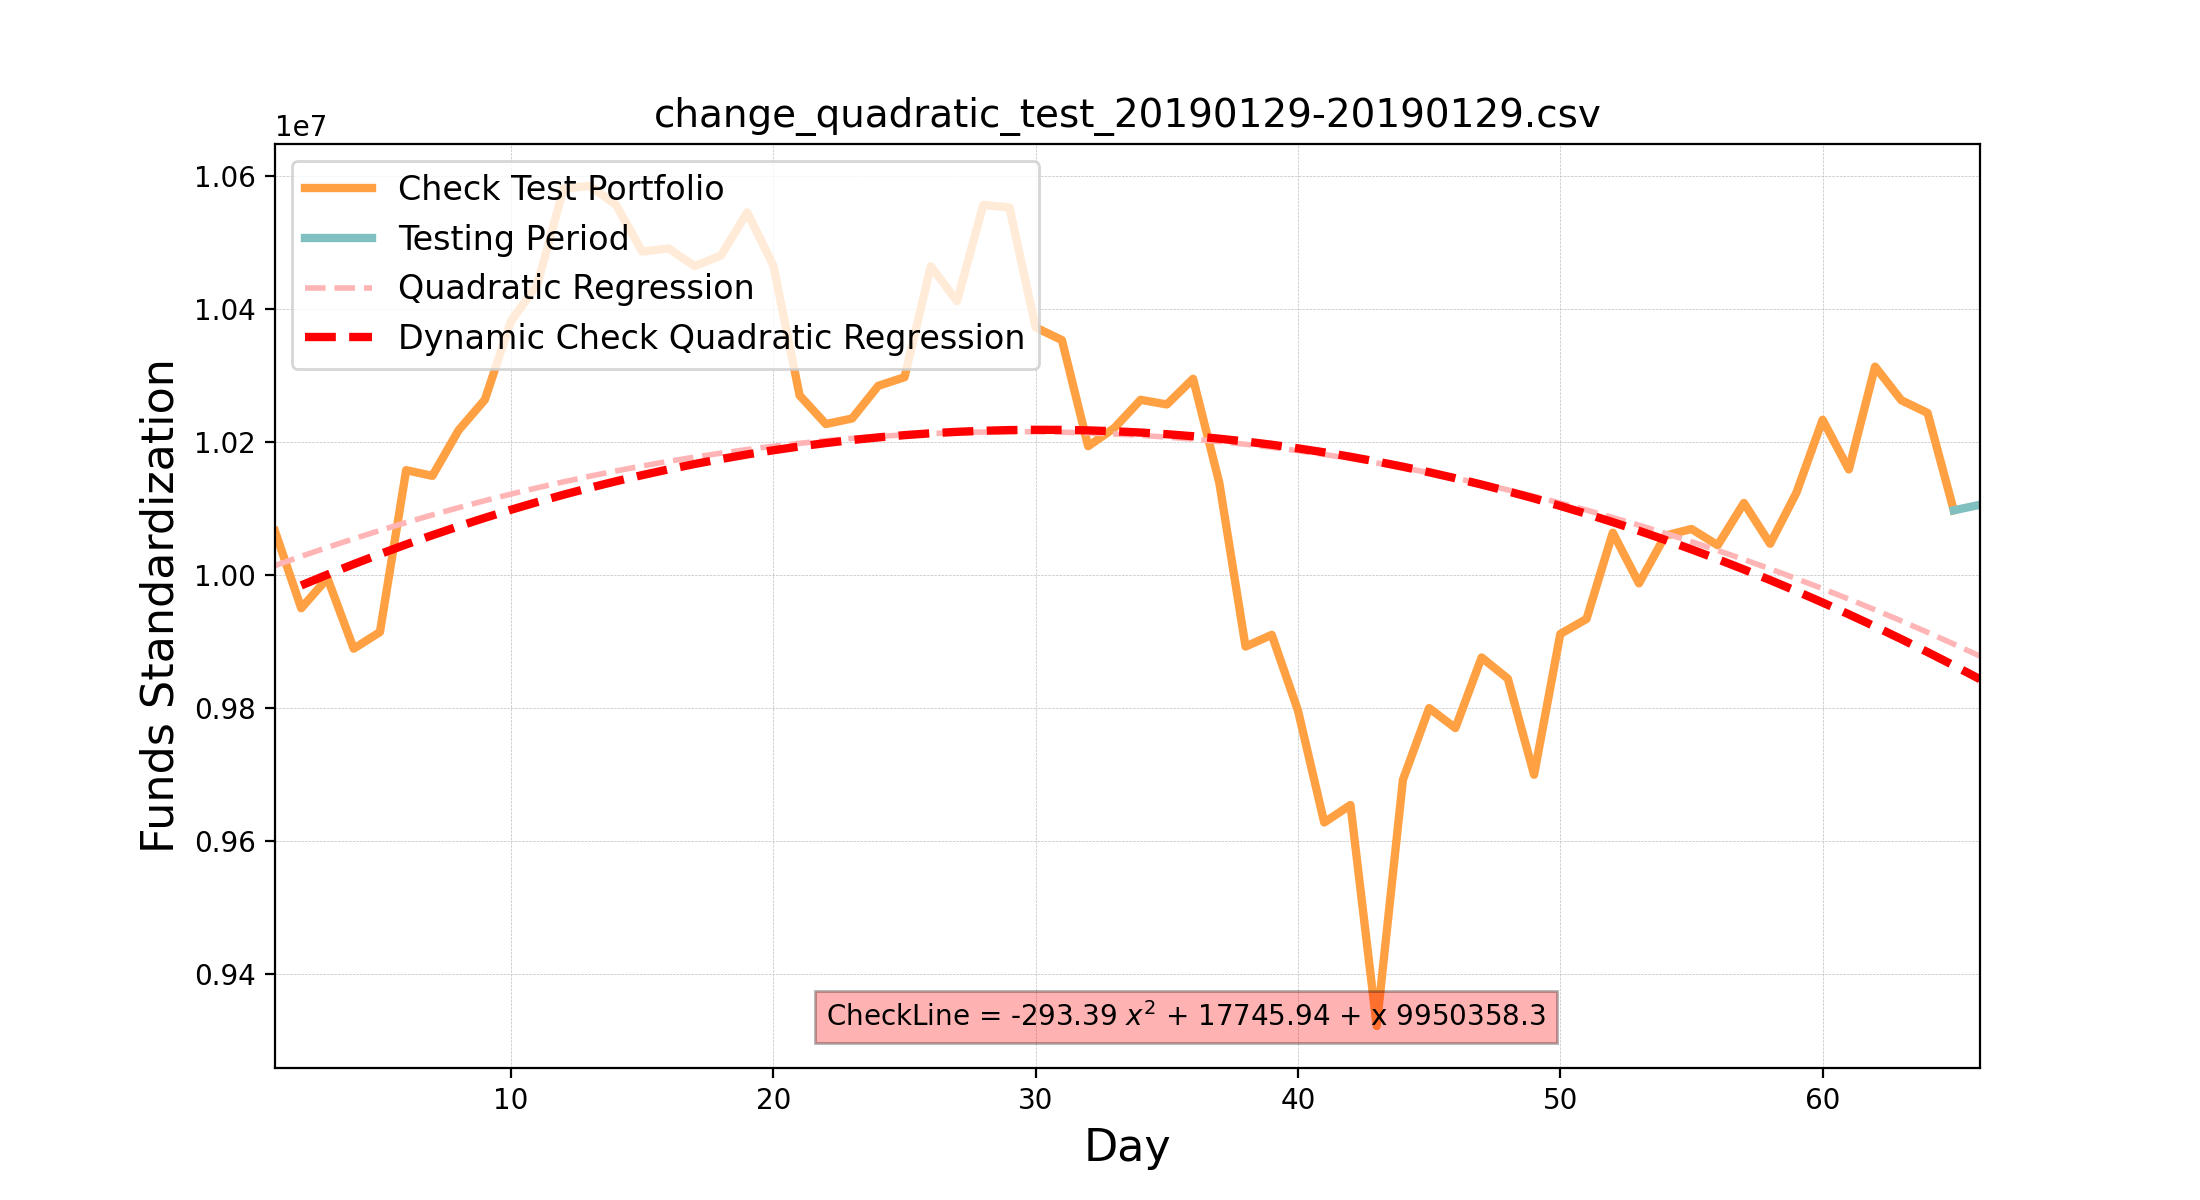 change_quadratic_test_20190129-20190129.csv
1e7
Check Test Portfolio
Testing Period
Quadratic Regression
Dynamic Check Quadratic Regression
1.06
1.04
1.02
1.00
0.98
0.96
0.94
Funds Standardization
CheckLine = -293.39 x² + 17745.94 + x 9950358.3
10 20 30 40 50 60
Day